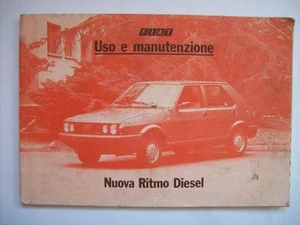 FIAT
Uso e manutenzione
Nuova Ritmo Diesel